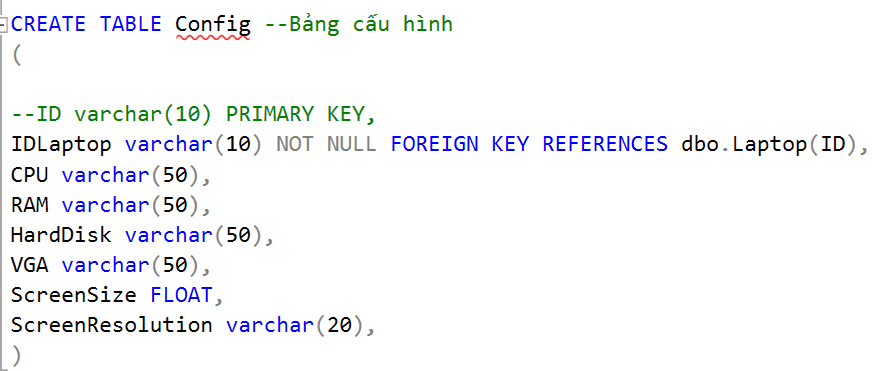 CREATE TABLE Config --Bảng cấu hình
(
--ID varchar(10) PRIMARY KEY,
IDLaptop varchar(10) NOT NULL FOREIGN KEY REFERENCES dbo.Laptop(ID),
CPU varchar(50),
RAM varchar(50),
HardDisk varchar(50),
VGA varchar(50),
ScreenSize FLOAT,
ScreenResolution varchar(20),
)